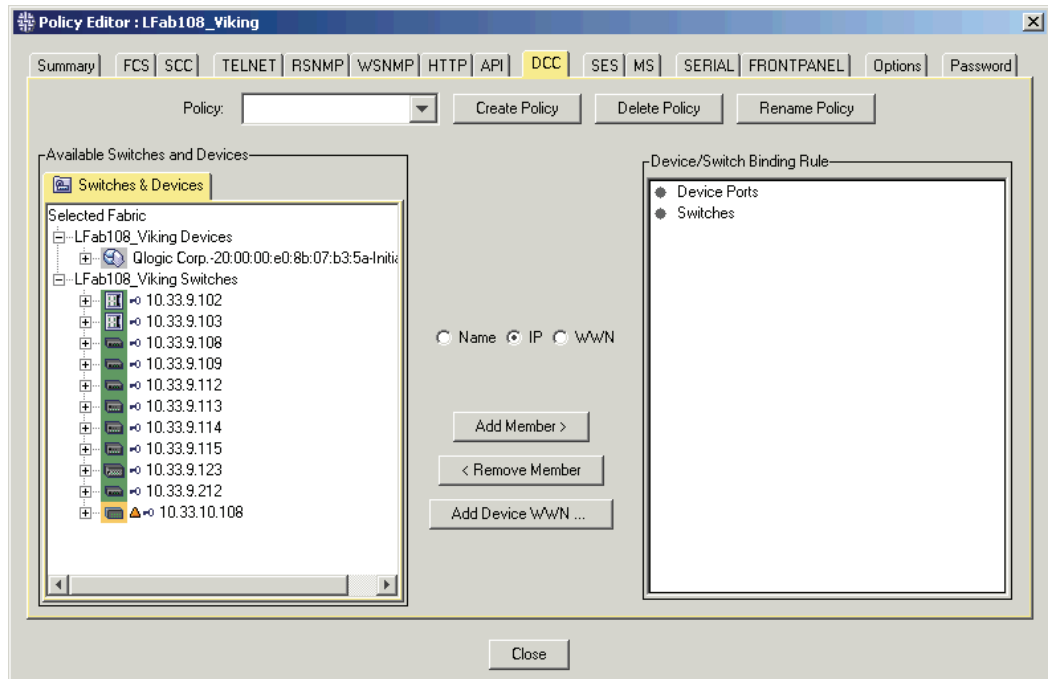 Policy Editor : LFab108_Viking
Summary FCS SCC TELNET RSNMP WSNMP HTTP API DCC SES MS SERIAL FRONTPANEL Options Password
Policy: Create Policy Delete Policy Rename Policy
Available Switches and Devices
Switches & Devices
Selected Fabric
LFab108_Viking Devices
Qlogic Corp.-20:00:00:e0:8b:07:b3:5a-Initia
LFab108_Viking Switches
10.33.9.102
10.33.9.103
10.33.9.108
10.33.9.109
10.33.9.112
10.33.9.113
10.33.9.114
10.33.9.115
10.33.9.123
10.33.9.212
10.33.10.108
Name IP WWN
Add Member >
< Remove Member
Add Device WWN ...
Device/Switch Binding Rule
Device Ports
Switches
Close